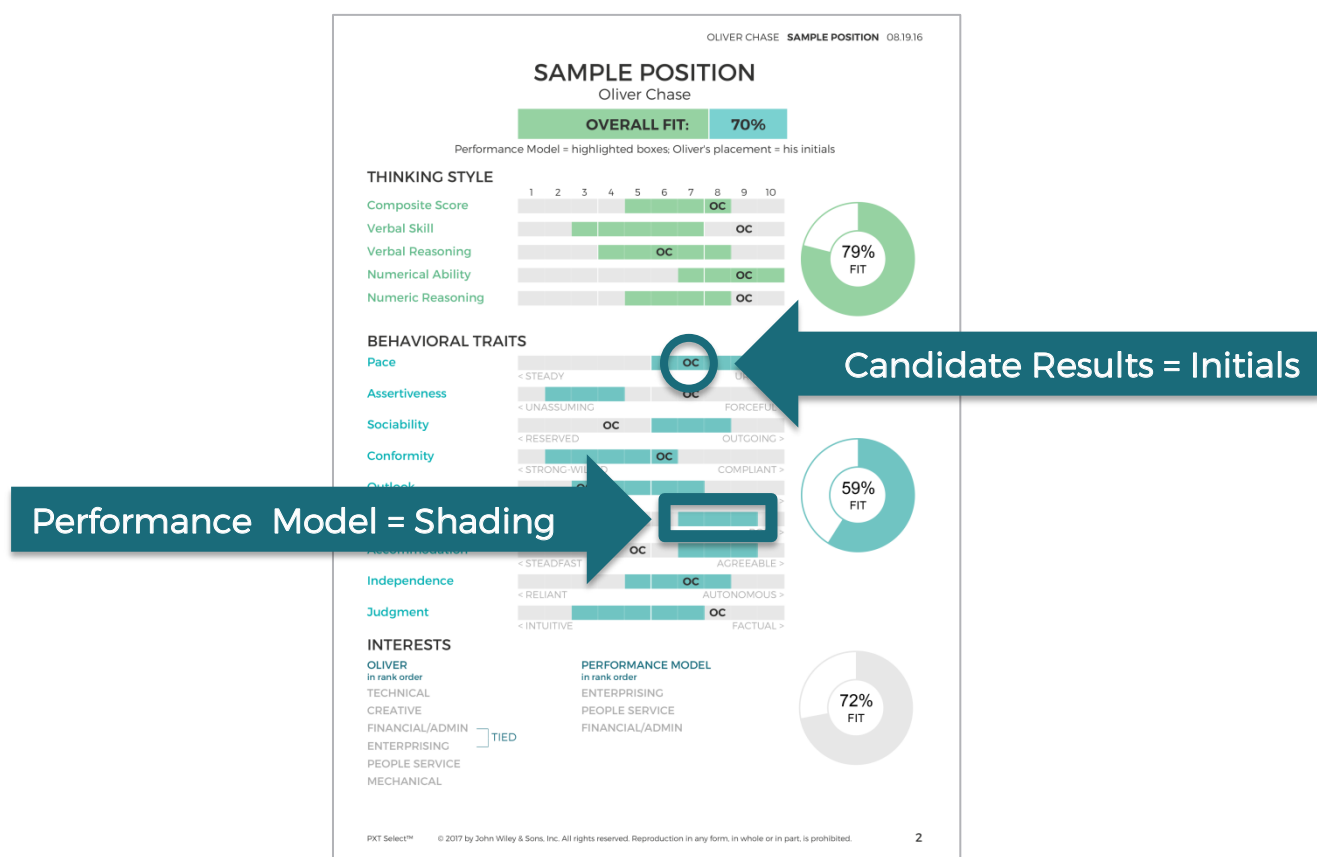 OLIVER CHASE SAMPLE POSITION 08.19.16
SAMPLE POSITION
Oliver Chase
OVERALL FIT: 70%
Performance Model = highlighted boxes; Oliver's placement = his initials
THINKING STYLE
1 2 3 4 5 6 7 8 9 10
Composite Score OC
Verbal Skill OC
Verbal Reasoning OC
Numerical Ability OC
Numeric Reasoning OC
79%
FIT
BEHAVIORAL TRAITS
Pace OC
< STEADY
Candidate Results = Initials
Assertiveness OC
< UNASSUMING FORCEFUL
Sociability OC
< RESERVED OUTGOING >
Conformity OC
< STRONG-WILLED COMPLIANT >
Outlook
59%
FIT
Performance Model = Shading
Accommodation OC
< STEADFAST AGREEABLE >
Independence OC
< RELIANT AUTONOMOUS >
Judgment OC
< INTUITIVE FACTUAL >
INTERESTS
OLIVER
in rank order
TECHNICAL
CREATIVE
FINANCIAL/ADMIN
ENTERPRISING
TIED
PEOPLE SERVICE
MECHANICAL
PERFORMANCE MODEL
in rank order
ENTERPRISING
PEOPLE SERVICE
FINANCIAL/ADMIN
72%
FIT
PXT Select™ © 2017 by John Wiley & Sons, Inc. All rights reserved. Reproduction in any form, in whole or in part, is prohibited. 2